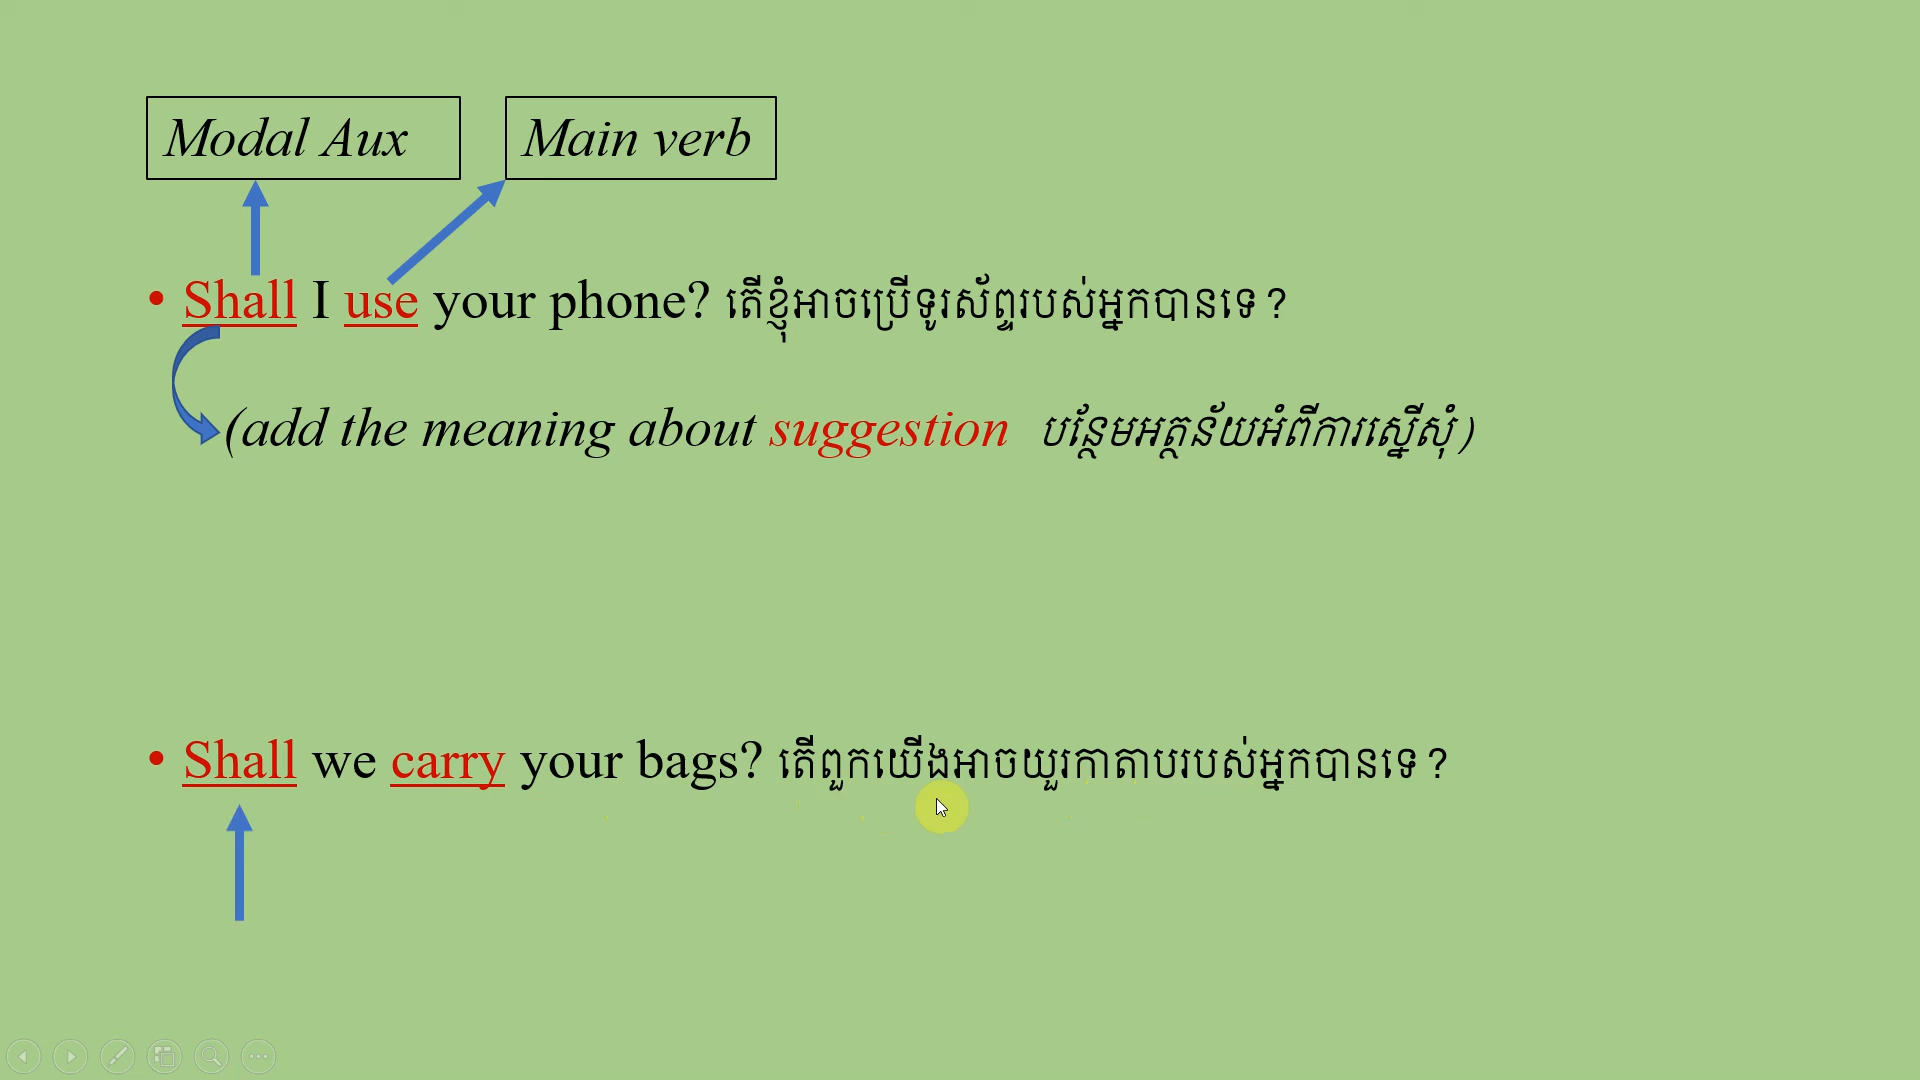 Modal Aux
Main verb
• Shall I use your phone? តើខ្ញុំអាចប្រើទូរស័ព្ទរបស់អ្នកបានទេ ?
(add the meaning about suggestion បន្ថែមអត្ថន័យអំពីការស្នើសុំ )
• Shall we carry your bags? តើពួកយើងអាចយួរកាតាបរបស់អ្នកបានទេ ?